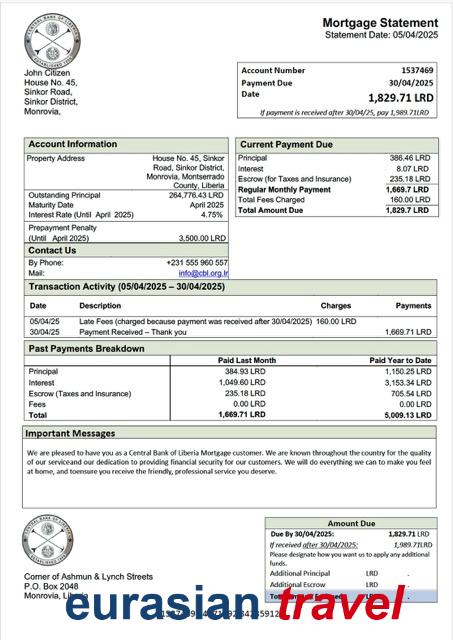 CENTRAL BANK OF LIBERIA
Mortgage Statement
Statement Date: 05/04/2025
John Citizen
House No. 45,
Sinkor Road,
Sinkor District,
Monrovia,
Account Number 1537469
Payment Due 30/04/2025
Date 1,829.71 LRD
If payment is received after 30/04/25, pay 1,989.71LRD
Account Information
Property Address House No. 45, Sinkor
Road, Sinkor District,
Monrovia, Montserrado
County, Liberia
Outstanding Principal 264,776.43 LRD
Maturity Date April 2025
Interest Rate (Until April 2025) 4.75%
Prepayment Penalty
(Until April 2025) 3,500.00 LRD
Contact Us
By Phone: +231 555 960 557
Mail: info@cbl.org.lr
Current Payment Due
Principal 386.46 LRD
Interest 8.07 LRD
Escrow (for Taxes and Insurance) 235.18 LRD
Regular Monthly Payment 1,669.7 LRD
Total Fees Charged 160.00 LRD
Total Amount Due 1,829.7 LRD
Transaction Activity (05/04/2025 – 30/04/2025)
Date Description Charges Payments
05/04/25 Late Fees (charged because payment was received after 30/04/2025) 160.00 LRD
30/04/25 Payment Received – Thank you 1,669.71 LRD
Past Payments Breakdown
Paid Last Month Paid Year to Date
Principal 384.93 LRD 1,150.25 LRD
Interest 1,049.60 LRD 3,153.34 LRD
Escrow (Taxes and Insurance) 235.18 LRD 705.54 LRD
Fees 0.00 LRD 0.00 LRD
Total 1,669.71 LRD 5,009.13 LRD
Important Messages
We are pleased to have you as a Central Bank of Liberia Mortgage customer. We are known throughout the country for the quality
of our serviceand our dedication to providing financial security for our customers. We will do everything we can to make you feel
at home, and toensure you receive the friendly, professional service you deserve.
CENTRAL BANK OF LIBERIA
Corner of Ashmun & Lynch Streets
P.O. Box 2048
Monrovia, Liberia
Amount Due
Due By 30/04/2025: 1,829.71 LRD
If received after 30/04/2025: 1,989.71LRD
Please designate how you want us to apply any additional
funds.
Additional Principal LRD .
Additional Escrow LRD .
eurasian travel